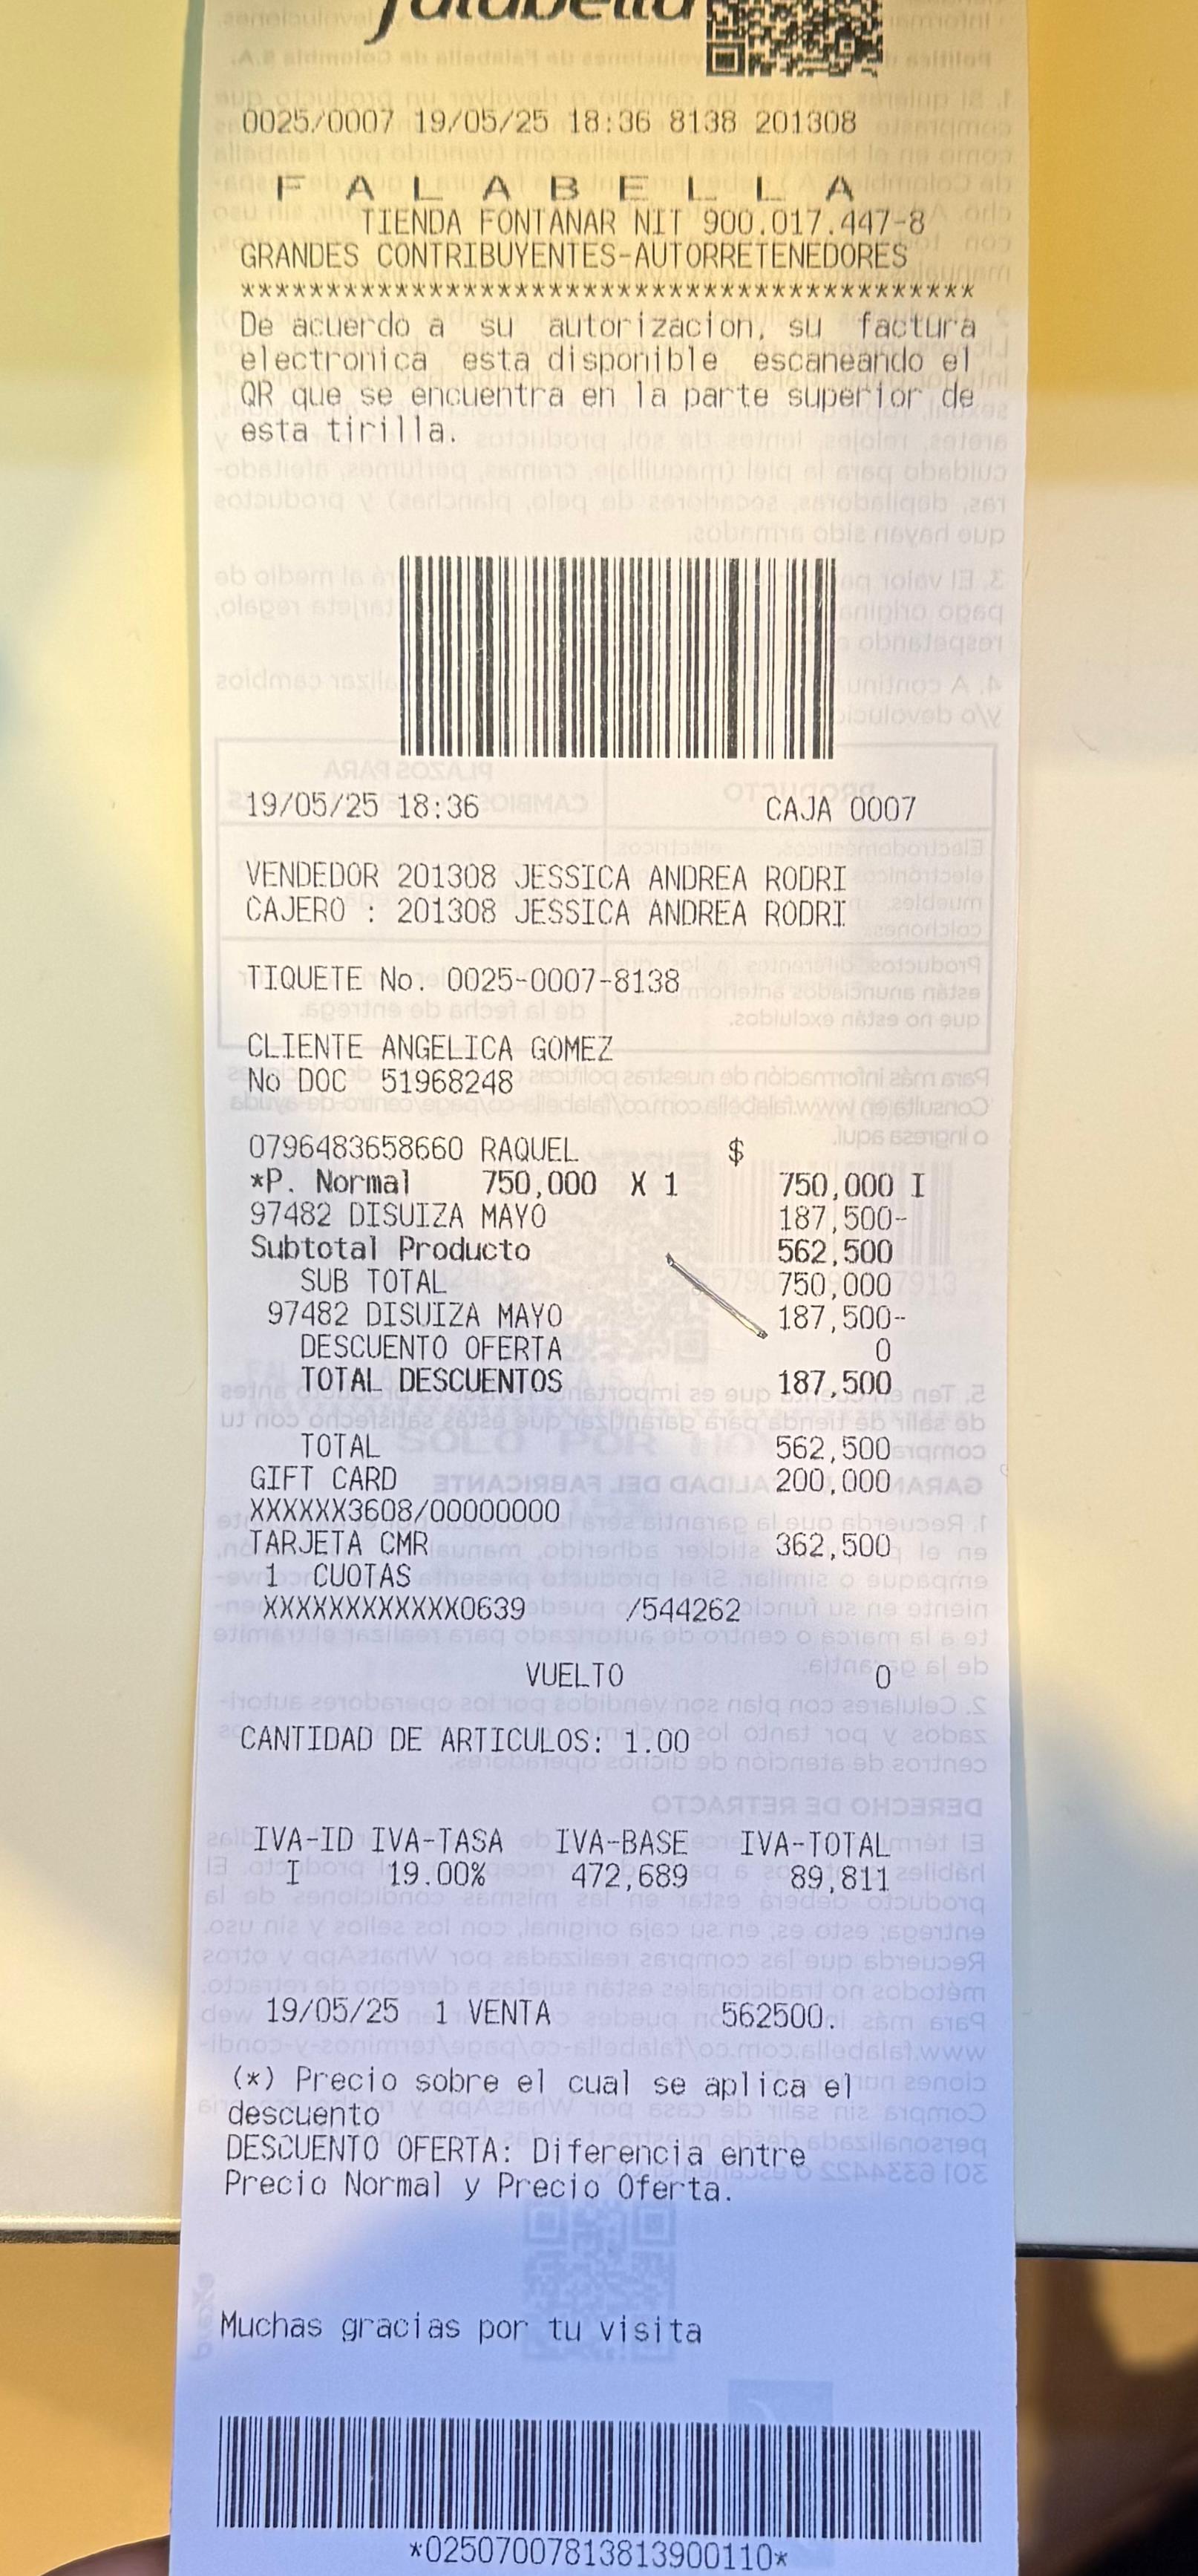 falabella
0025/0007 19/05/25 18:36 8138 201308
F A L A B E L L A
TIENDA FONTANAR NIT 900.017.447-8
GRANDES CONTRIBUYENTES-AUTORRETENEDORES
*******************************************
De acuerdo a su autorizacion, su factura
electronica esta disponible escaneando el
QR que se encuentra en la parte superior de
esta tirilla.
19/05/25 18:36 CAJA 0007
VENDEDOR 201308 JESSICA ANDREA RODRI
CAJERO : 201308 JESSICA ANDREA RODRI
TIQUETE No. 0025-0007-8138
CLIENTE ANGELICA GOMEZ
No DOC 51968248
0796483658660 RAQUEL $
*P. Normal 750,000 X 1 750,000 I
97482 DISUIZA MAYO 187,500-
Subtotal Producto 562,500
SUB TOTAL 750,000
97482 DISUIZA MAYO 187,500-
DESCUENTO OFERTA 0
TOTAL DESCUENTOS 187,500
TOTAL 562,500
GIFT CARD 200,000
XXXXXX3608/00000000
TARJETA CMR 362,500
1 CUOTAS
XXXXXXXXXXXX0639 /544262
VUELTO 0
CANTIDAD DE ARTICULOS: 1.00
IVA-ID IVA-TASA IVA-BASE IVA-TOTAL
I 19.00% 472,689 89,811
19/05/25 1 VENTA 562500.
(*) Precio sobre el cual se aplica el
descuento
DESCUENTO OFERTA: Diferencia entre
Precio Normal y Precio Oferta.
Muchas gracias por tu visita
*02507007813813900110*